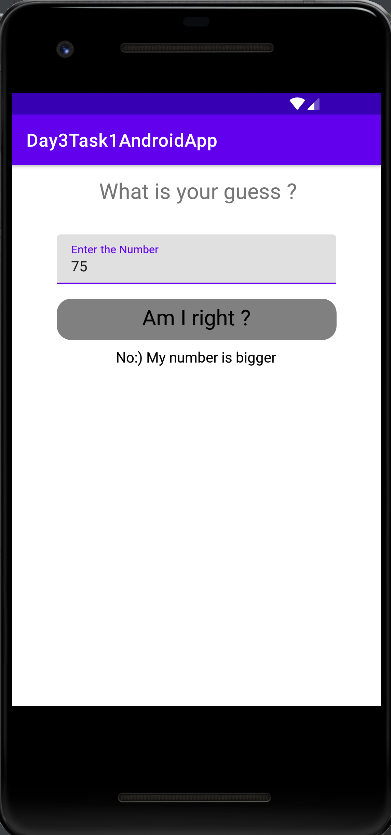 Day3Task1AndroidApp
What is your guess ?
Enter the Number
75
Am I right ?
No:) My number is bigger